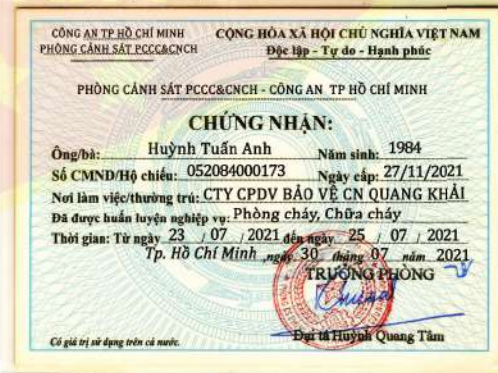 CÔNG AN TP HỒ CHÍ MINH
PHÒNG CẢNH SÁT PCCC&CNCH
CỘNG HÒA XÃ HỘI CHỦ NGHĨA VIỆT NAM
Độc lập - Tự do - Hạnh phúc
PHÒNG CẢNH SÁT PCCC&CNCH - CÔNG AN TP HỒ CHÍ MINH
CHỨNG NHẬN:
Ông/bà: Huỳnh Tuấn Anh Năm sinh: 1984
Số CMND/Hộ chiếu: 052084000173 Ngày cấp: 27/11/2021
Nơi làm việc/thường trú: CTY CPDV BẢO VỆ CN QUANG KHẢI
Đã được huấn luyện nghiệp vụ: Phòng cháy, Chữa cháy
Thời gian: Từ ngày 23 / 07 / 2021 đến ngày 25 / 07 / 2021
Tp. Hồ Chí Minh ,ngày 30 tháng 07 năm 2021
TRƯỞNG PHÒNG
Đại tá Huỳnh Quang Tâm
Có giá trị sử dụng trên cả nước.